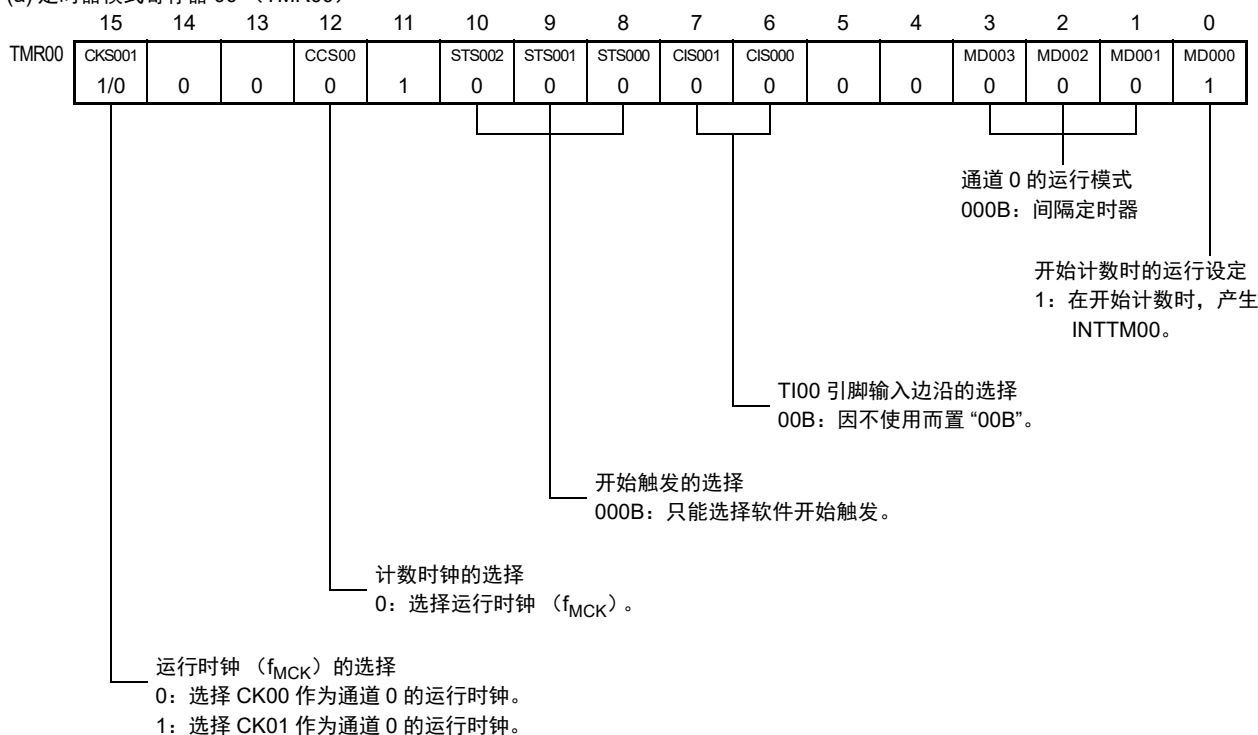 (a) 定时器模式寄存器 00 （TMR00）
15 14 13 12 11 10 9 8 7 6 5 4 3 2 1 0
TMR00 CKS001 CCS00 STS002 STS001 STS000 CIS001 CIS000 MD003 MD002 MD001 MD000
1/0 0 0 0 1 0 0 0 0 0 0 0 0 0 0 1
通道 0 的运行模式
000B：间隔定时器
开始计数时的运行设定
1：在开始计数时，产生
INTTM00。
TI00 引脚输入边沿的选择
00B：因不使用而置 “00B”。
开始触发的选择
000B：只能选择软件开始触发。
计数时钟的选择
0：选择运行时钟 （fMCK）。
运行时钟 （fMCK）的选择
0：选择 CK00 作为通道 0 的运行时钟。
1：选择 CK01 作为通道 0 的运行时钟。